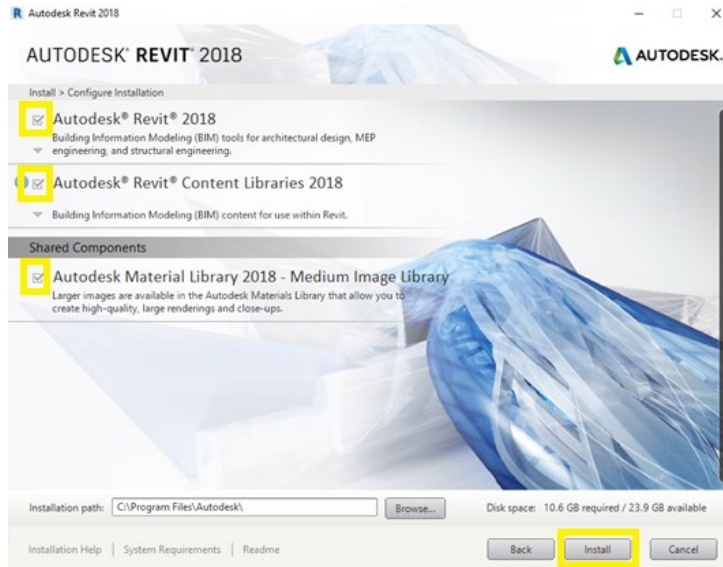 Autodesk Revit 2018
AUTODESK® REVIT® 2018
AUTODESK.
Install > Configure Installation
Autodesk® Revit® 2018
Building Information Modeling (BIM) tools for architectural design, MEP
engineering, and structural engineering.
Autodesk® Revit® Content Libraries 2018
Building Information Modeling (BIM) content for use within Revit.
Shared Components
Autodesk Material Library 2018 - Medium Image Library
Larger images are available in the Autodesk Materials Library that allow you to
create high-quality, large renderings and close-ups.
Installation path: C:\Program Files\Autodesk\ Browse... Disk space: 10.6 GB required / 23.9 GB available
Installation Help | System Requirements | Readme Back Install Cancel